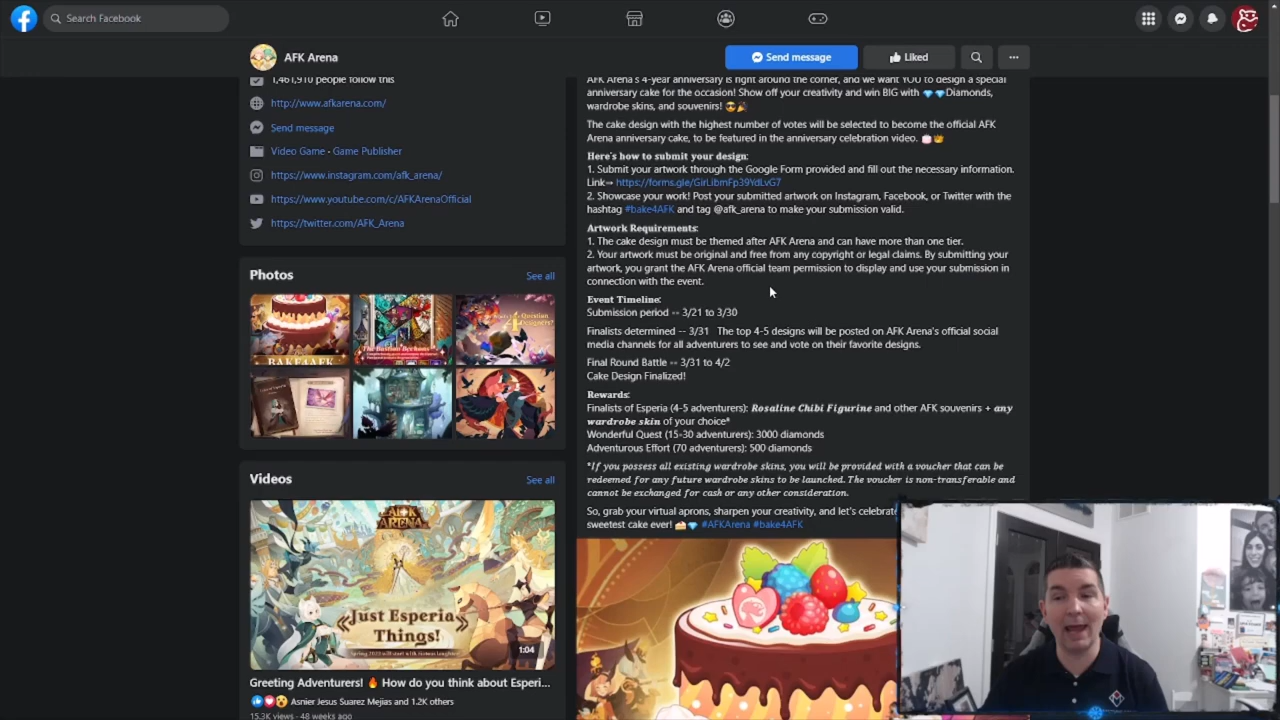 Search Facebook
AFK Arena
Send message
Liked
1,461,910 people follow this
http://www.afkarena.com/
Send message
Video Game · Game Publisher
https://www.instagram.com/afk_arena/
https://www.youtube.com/c/AFKArenaOfficial
https://twitter.com/AFK_Arena
Photos
See all
BAKE4AFK
Videos
See all
AFK ARENA
Just Esperia
Things!
1:04
Greeting Adventurers! 🔥 How do you think about Esperi...
Asnier Jesus Suarez Mejias and 1.2K others
15.3K views · 48 weeks ago
AFK Arena's 4-year anniversary is right around the corner, and we want YOU to design a special
anniversary cake for the occasion! Show off your creativity and win BIG with 💎💎Diamonds,
wardrobe skins, and souvenirs! 😎🎉
The cake design with the highest number of votes will be selected to become the official AFK
Arena anniversary cake, to be featured in the anniversary celebration video. 🎂👑
Here's how to submit your design:
1. Submit your artwork through the Google Form provided and fill out the necessary information.
Link→ https://forms.gle/GirLibmFp39YdLvG7
2. Showcase your work! Post your submitted artwork on Instagram, Facebook, or Twitter with the
hashtag #bake4AFK and tag @afk_arena to make your submission valid.
Artwork Requirements:
1. The cake design must be themed after AFK Arena and can have more than one tier.
2. Your artwork must be original and free from any copyright or legal claims. By submitting your
artwork, you grant the AFK Arena official team permission to display and use your submission in
connection with the event.
Event Timeline:
Submission period -- 3/21 to 3/30
Finalists determined -- 3/31 The top 4-5 designs will be posted on AFK Arena's official social
media channels for all adventurers to see and vote on their favorite designs.
Final Round Battle -- 3/31 to 4/2
Cake Design Finalized!
Rewards:
Finalists of Esperia (4-5 adventurers): Rosaline Chibi Figurine and other AFK souvenirs + any
wardrobe skin of your choice*
Wonderful Quest (15-30 adventurers): 3000 diamonds
Adventurous Effort (70 adventurers): 500 diamonds
*If you possess all existing wardrobe skins, you will be provided with a voucher that can be
redeemed for any future wardrobe skins to be launched. The voucher is non-transferable and
cannot be exchanged for cash or any other consideration.
So, grab your virtual aprons, sharpen your creativity, and let's celebrate
sweetest cake ever! 🍰💎 #AFKArena #bake4AFK